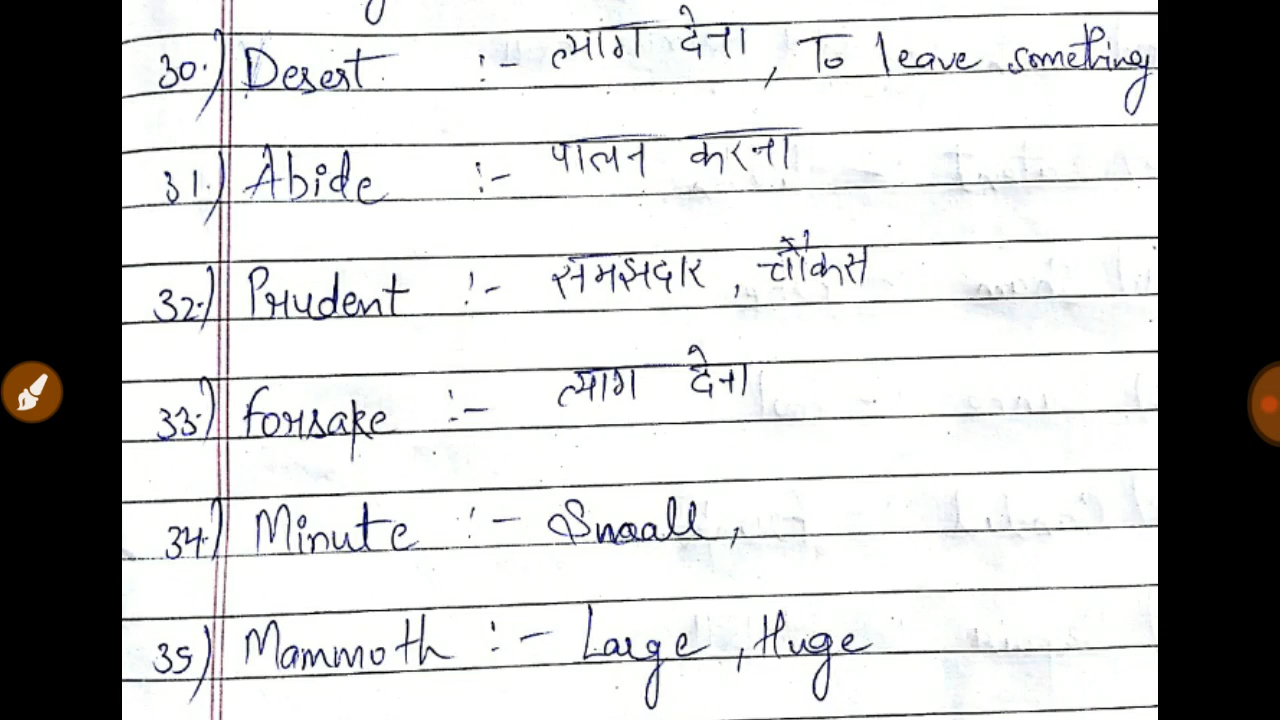 30.) Desert :- त्याग देना, To leave something
31.) Abide :- पालन करना
32.) Prudent :- समझदार, चौकस
33.) forsake :- त्याग देना
34.) Minute :- Small,
35) Mammoth :- Large, Huge